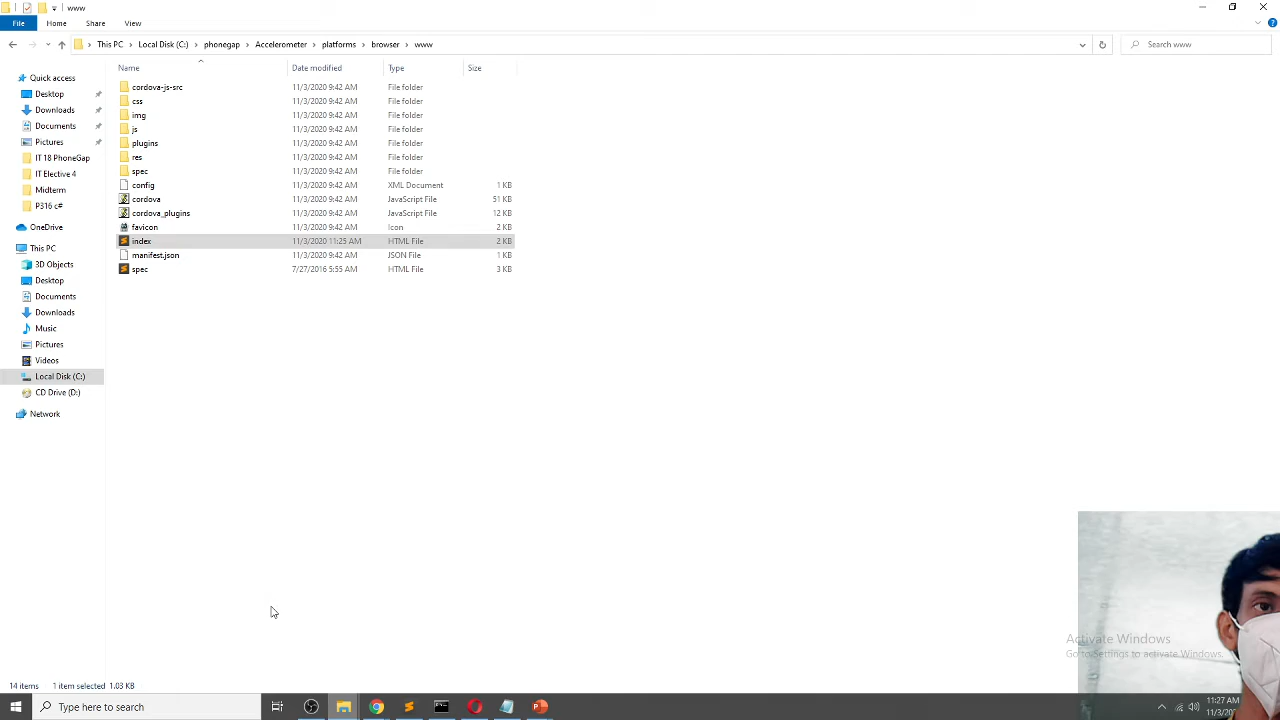 www
File Home Share View
This PC Local Disk (C:) phonegap Accelerometer platforms browser www
Search www
Name Date modified Type Size
Quick access
Desktop
Downloads
Documents
Pictures
IT 18 PhoneGap
IT Elective 4
Midterm
P316 c#
OneDrive
This PC
3D Objects
Desktop
Documents
Downloads
Music
Pictures
Videos
Local Disk (C:)
CD Drive (D:)
Network
cordova-js-src 11/3/2020 9:42 AM File folder
css 11/3/2020 9:42 AM File folder
img 11/3/2020 9:42 AM File folder
js 11/3/2020 9:42 AM File folder
plugins 11/3/2020 9:42 AM File folder
res 11/3/2020 9:42 AM File folder
spec 11/3/2020 9:42 AM File folder
config 11/3/2020 9:42 AM XML Document 1 KB
cordova 11/3/2020 9:42 AM JavaScript File 51 KB
cordova_plugins 11/3/2020 9:42 AM JavaScript File 12 KB
favicon 11/3/2020 9:42 AM Icon 2 KB
index 11/3/2020 11:25 AM HTML File 2 KB
manifest.json 11/3/2020 9:42 AM JSON File 1 KB
spec 7/27/2016 5:55 AM HTML File 3 KB
Activate Windows
Go to Settings to activate Windows.
14 items 1 item selected 1.03 KB
Type here to search
11:27 AM